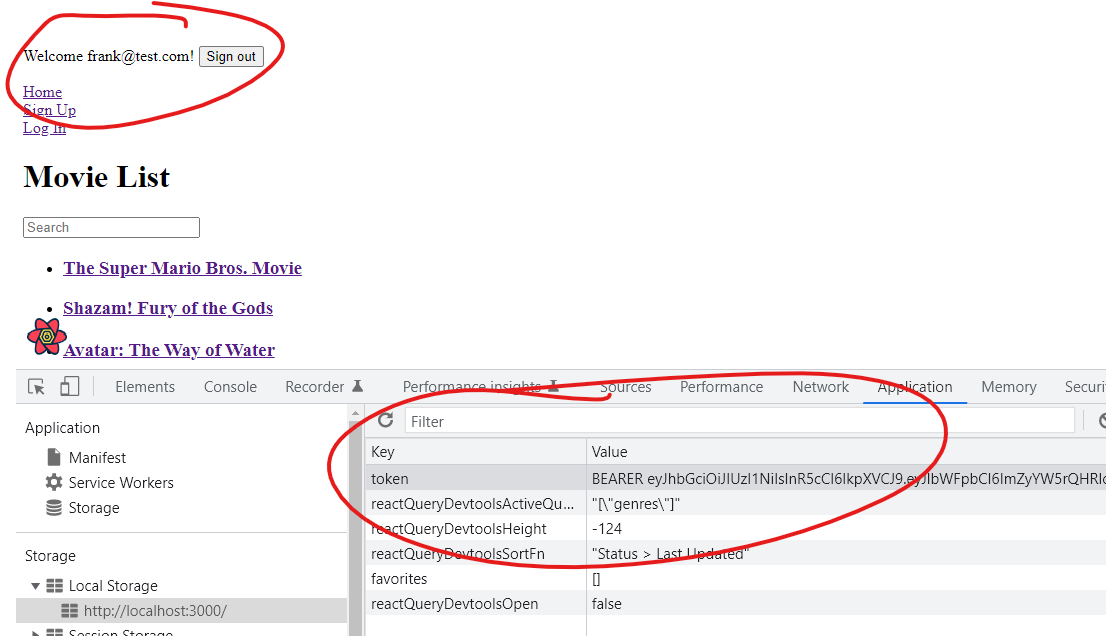 Welcome frank@test.com! Sign out
Home
Sign Up
Log In
Movie List
Search
The Super Mario Bros. Movie
Shazam! Fury of the Gods
Avatar: The Way of Water
Elements Console Recorder Performance insights Sources Performance Network Application Memory Securi
Application
Manifest
Service Workers
Storage
Storage
Local Storage
http://localhost:3000/
Session Storage
Filter
Key Value
token BEARER eyJhbGciOiJIUzI1NiIsInR5cCI6IkpXVCJ9.eyJlbWFpbCI6ImZyYW5rQHRlc
reactQueryDevtoolsActiveQu... "[\"genres\"]"
reactQueryDevtoolsHeight -124
reactQueryDevtoolsSortFn "Status > Last Updated"
favorites []
reactQueryDevtoolsOpen false